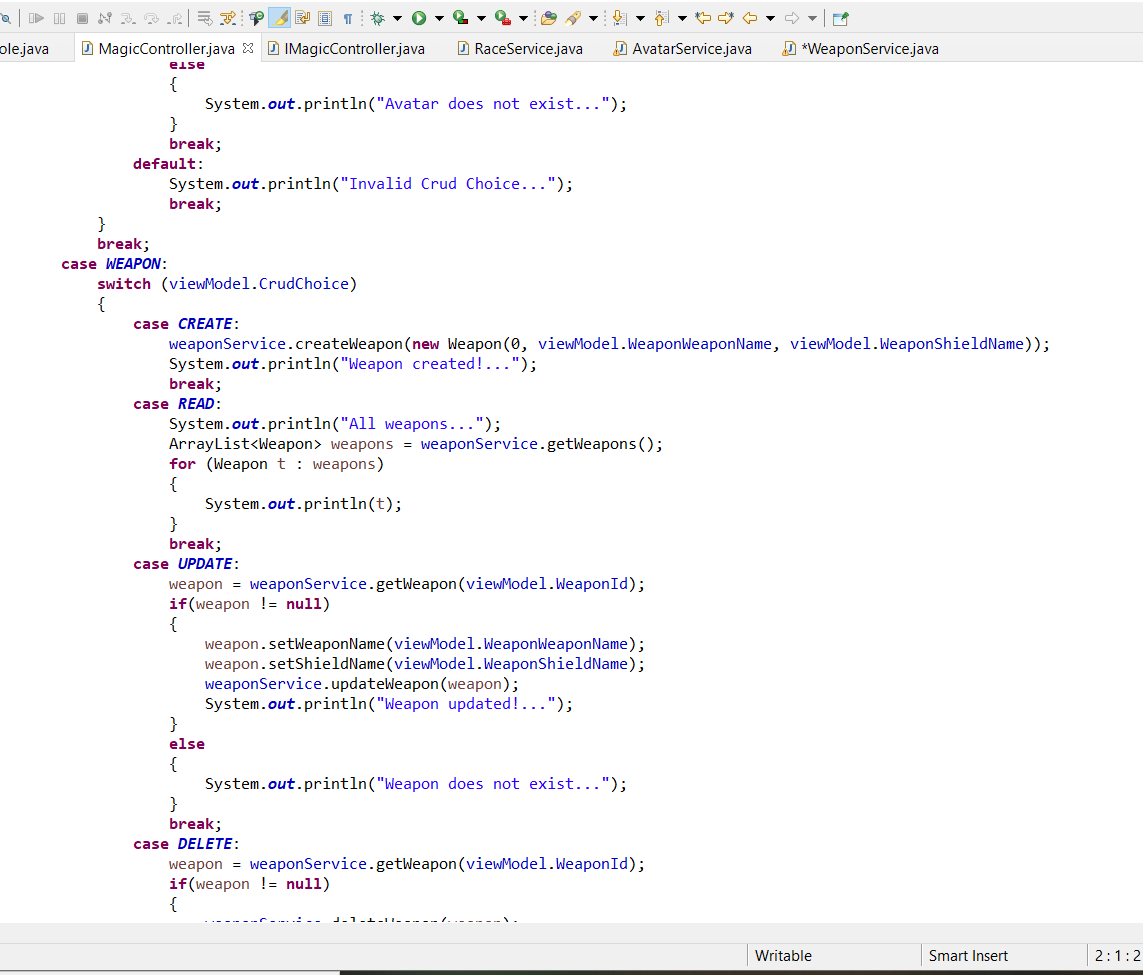 ole.java MagicController.java IMagicController.java RaceService.java AvatarService.java *WeaponService.java
else
{
System.out.println("Avatar does not exist...");
}
break;
default:
System.out.println("Invalid Crud Choice...");
break;
}
break;
case WEAPON:
switch (viewModel.CrudChoice)
{
case CREATE:
weaponService.createWeapon(new Weapon(0, viewModel.WeaponWeaponName, viewModel.WeaponShieldName));
System.out.println("Weapon created!...");
break;
case READ:
System.out.println("All weapons...");
ArrayList<Weapon> weapons = weaponService.getWeapons();
for (Weapon t : weapons)
{
System.out.println(t);
}
break;
case UPDATE:
weapon = weaponService.getWeapon(viewModel.WeaponId);
if(weapon != null)
{
weapon.setWeaponName(viewModel.WeaponWeaponName);
weapon.setShieldName(viewModel.WeaponShieldName);
weaponService.updateWeapon(weapon);
System.out.println("Weapon updated!...");
}
else
{
System.out.println("Weapon does not exist...");
}
break;
case DELETE:
weapon = weaponService.getWeapon(viewModel.WeaponId);
if(weapon != null)
{
weaponService.deleteWeapon(weapon);
Writable Smart Insert 2 : 1 : 2